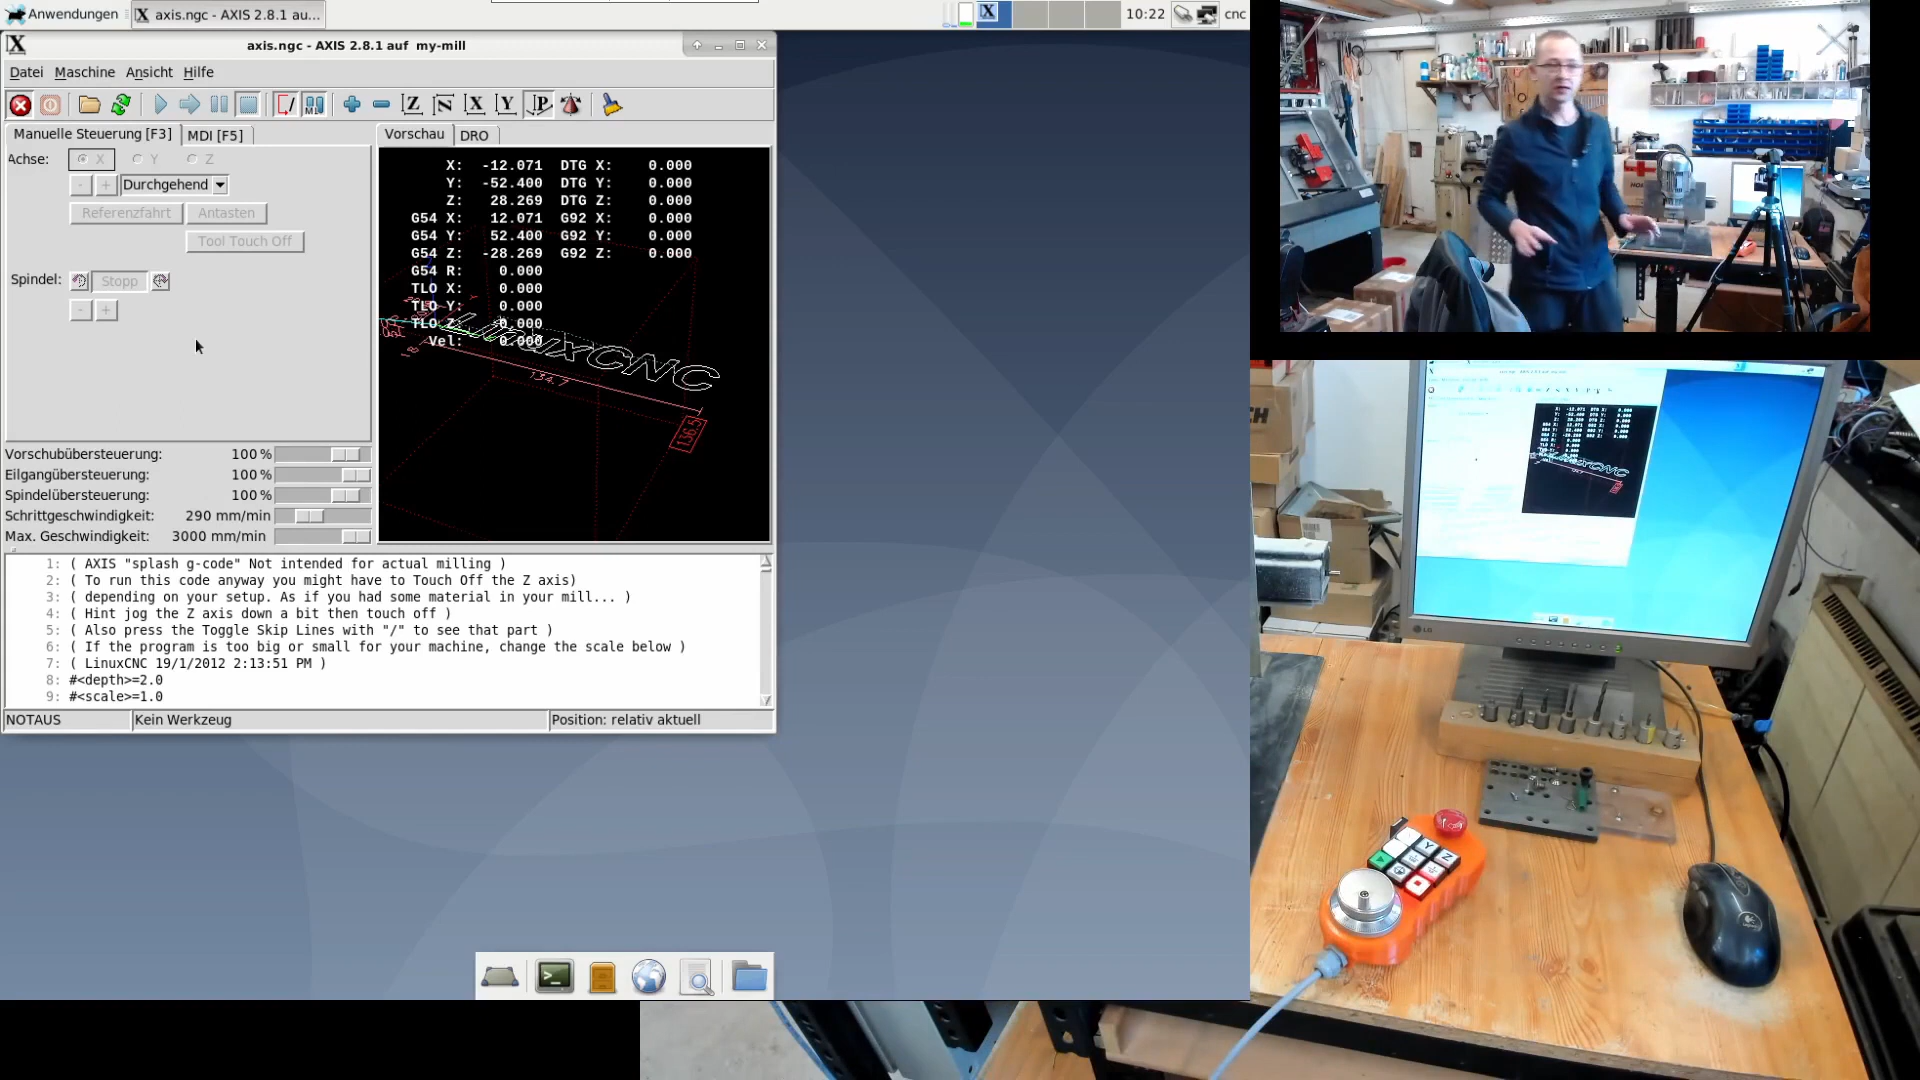 Anwendungen
axis.ngc - AXIS 2.8.1 au...
10:22
cnc
axis.ngc - AXIS 2.8.1 auf my-mill
Datei Maschine Ansicht Hilfe
Manuelle Steuerung [F3] MDI [F5]
Achse: X Y Z
- + Durchgehend
Referenzfahrt Antasten
Tool Touch Off
Spindel: Stopp
- +
Vorschubübersteuerung: 100 %
Eilgangübersteuerung: 100 %
Spindelübersteuerung: 100 %
Schrittgeschwindigkeit: 290 mm/min
Max. Geschwindigkeit: 3000 mm/min
Vorschau DRO
X: -12.071 DTG X: 0.000
Y: -52.400 DTG Y: 0.000
Z: 28.269 DTG Z: 0.000
G54 X: 12.071 G92 X: 0.000
G54 Y: 52.400 G92 Y: 0.000
G54 Z: -28.269 G92 Z: 0.000
G54 R: 0.000
TLO X: 0.000
TLO Y: 0.000
TLO Z: 0.000
Vel: 0.000
LinuxCNC
134.7
136.5
1: ( AXIS "splash g-code" Not intended for actual milling )
2: ( To run this code anyway you might have to Touch Off the Z axis)
3: ( depending on your setup. As if you had some material in your mill... )
4: ( Hint jog the Z axis down a bit then touch off )
5: ( Also press the Toggle Skip Lines with "/" to see that part )
6: ( If the program is too big or small for your machine, change the scale below )
7: ( LinuxCNC 19/1/2012 2:13:51 PM )
8: #<depth>=2.0
9: #<scale>=1.0
NOTAUS Kein Werkzeug Position: relativ aktuell
LG
Y
Z